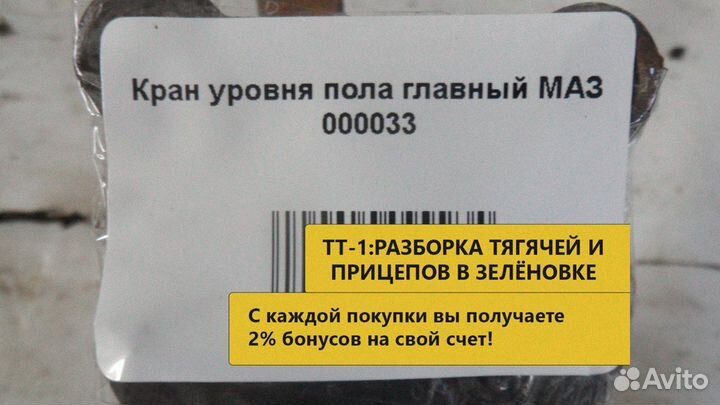 Кран уровня пола главный МАЗ
000033
ТТ-1:РАЗБОРКА ТЯГАЧЕЙ И
ПРИЦЕПОВ В ЗЕЛЁНОВКЕ
С каждой покупки вы получаете
2% бонусов на свой счет!
Avito